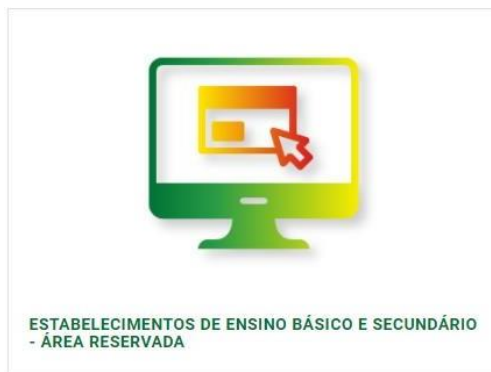 ESTABELECIMENTOS DE ENSINO BÁSICO E SECUNDÁRIO
- ÁREA RESERVADA